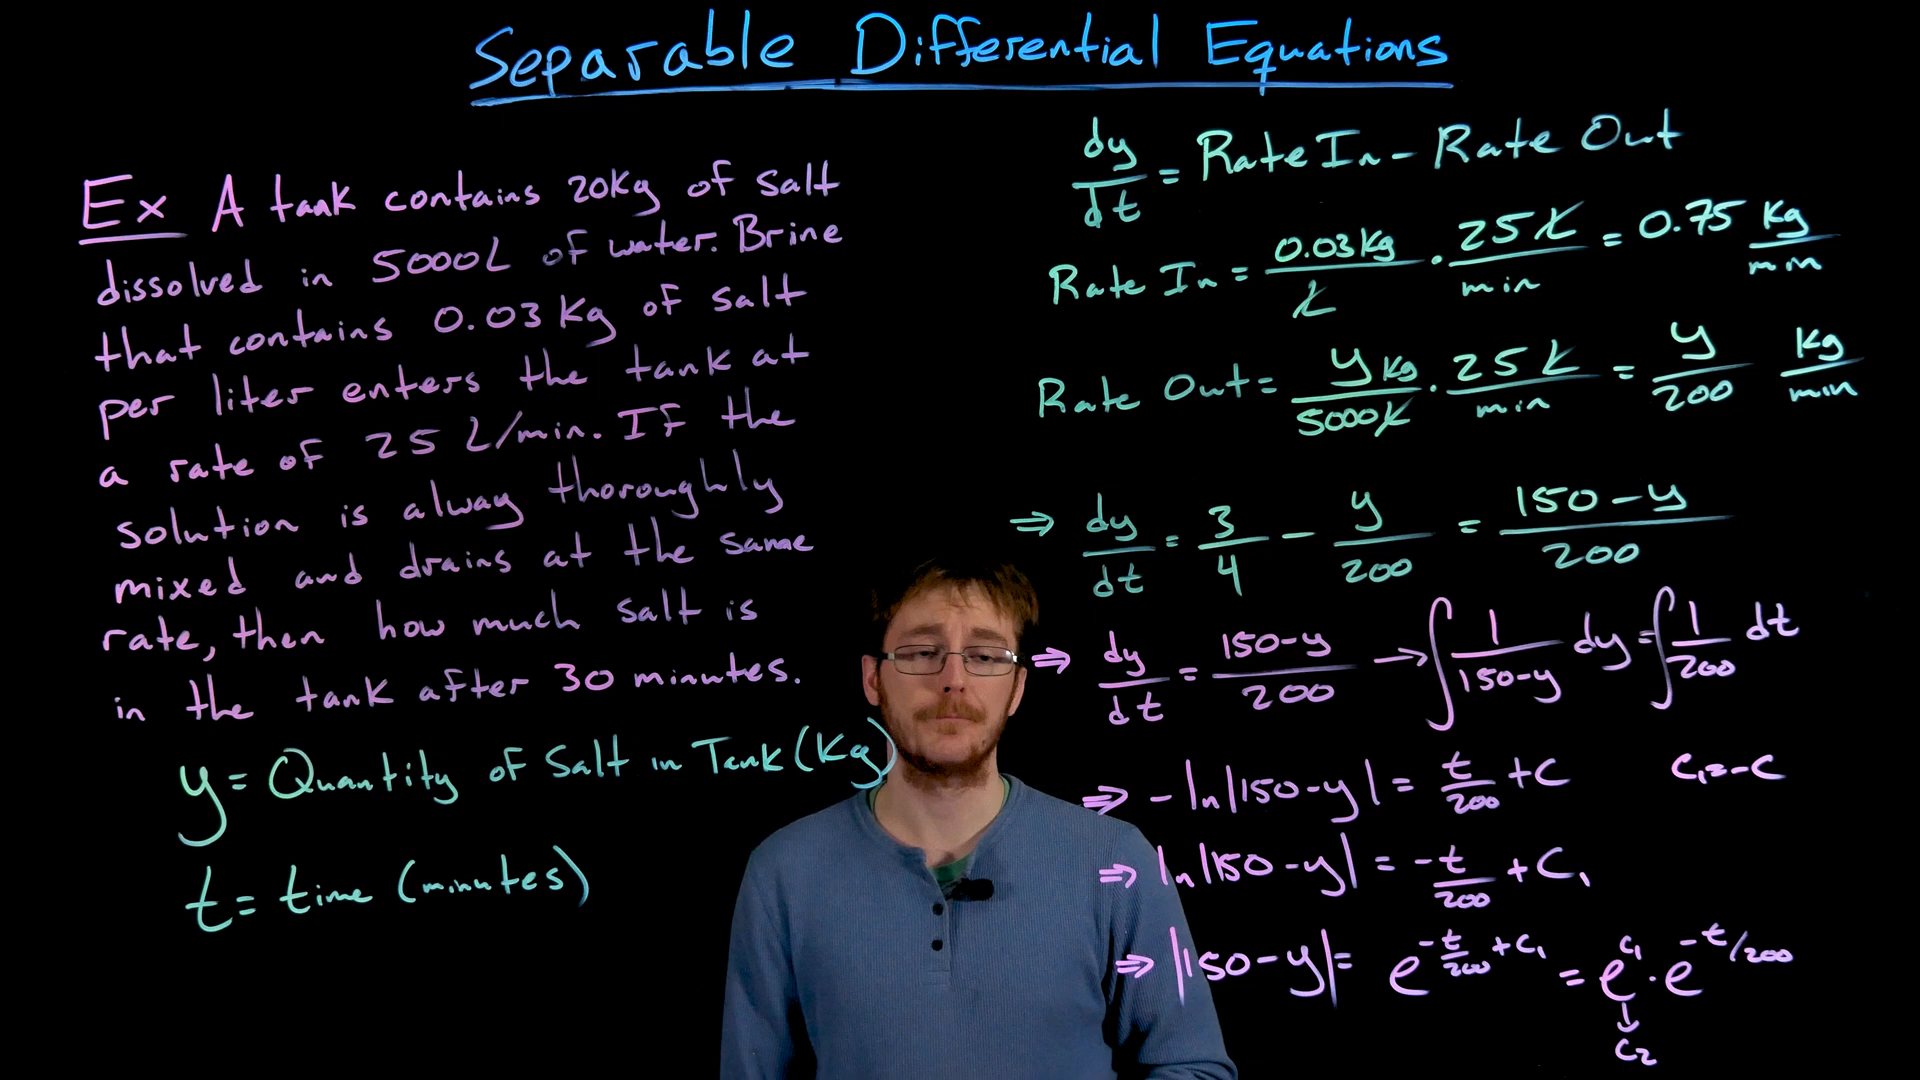 Separable Differential Equations
Ex A tank contains 20Kg of salt
dissolved in 5000L of water. Brine
that contains 0.03 Kg of salt
per liter enters the tank at
a rate of 25 L/min. If the
solution is alway thoroughly
mixed and drains at the same
rate, then how much salt is
in the tank after 30 minutes.
y = Quantity of Salt in Tank (Kg)
t = time (minutes)
dy/dt = Rate In - Rate Out
Rate In = 0.03Kg/L · 25L/min = 0.75 Kg/min
Rate Out = y Kg/5000L · 25L/min = y/200 Kg/min
⇒ dy/dt = 3/4 - y/200 = 150-y/200
⇒ dy/dt = 150-y/200 → ∫ 1/150-y dy = ∫ 1/200 dt
⇒ -ln|150-y| = t/200 + C C₁=-C
⇒ ln|150-y| = -t/200 + C₁
⇒ |150-y| = e^(-t/200 + C₁) = e^C₁ · e^(-t/200)
↓
C₂